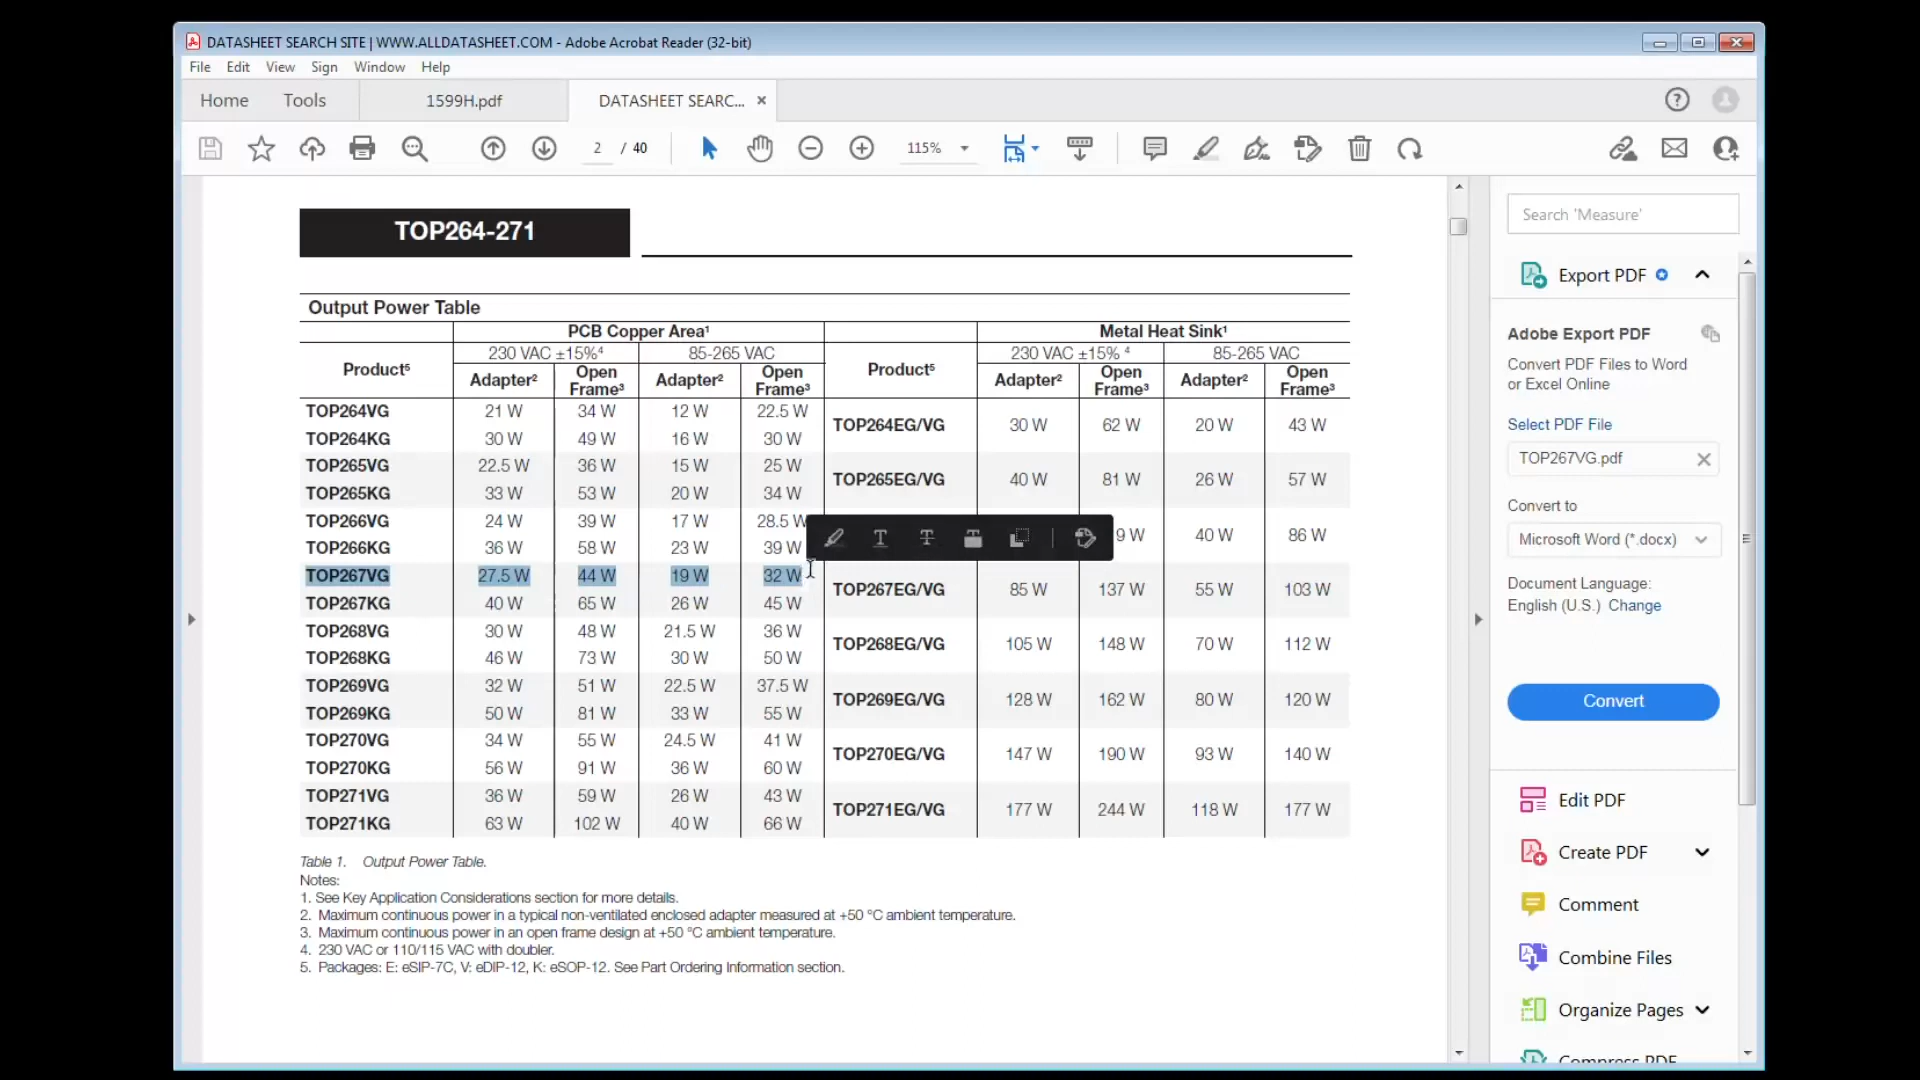 DATASHEET SEARCH SITE | WWW.ALLDATASHEET.COM - Adobe Acrobat Reader (32-bit)
File Edit View Sign Window Help
Home Tools 1599H.pdf DATASHEET SEARC... ×
2 / 40 115%
TOP264-271
Output Power Table
PCB Copper Area¹ Metal Heat Sink¹
Product⁵ 230 VAC ±15%⁴ 85-265 VAC Product⁵ 230 VAC ±15% ⁴ 85-265 VAC
Adapter² Open Frame³ Adapter² Open Frame³ Adapter² Open Frame³ Adapter² Open Frame³
TOP264VG 21 W 34 W 12 W 22.5 W
TOP264EG/VG 30 W 62 W 20 W 43 W
TOP264KG 30 W 49 W 16 W 30 W
TOP265VG 22.5 W 36 W 15 W 25 W
TOP265EG/VG 40 W 81 W 26 W 57 W
TOP265KG 33 W 53 W 20 W 34 W
TOP266VG 24 W 39 W 17 W 28.5 W
9 W 40 W 86 W
TOP266KG 36 W 58 W 23 W 39 W
TOP267VG 27.5 W 44 W 19 W 32 W
TOP267EG/VG 85 W 137 W 55 W 103 W
TOP267KG 40 W 65 W 26 W 45 W
TOP268VG 30 W 48 W 21.5 W 36 W
TOP268EG/VG 105 W 148 W 70 W 112 W
TOP268KG 46 W 73 W 30 W 50 W
TOP269VG 32 W 51 W 22.5 W 37.5 W
TOP269EG/VG 128 W 162 W 80 W 120 W
TOP269KG 50 W 81 W 33 W 55 W
TOP270VG 34 W 55 W 24.5 W 41 W
TOP270EG/VG 147 W 190 W 93 W 140 W
TOP270KG 56 W 91 W 36 W 60 W
TOP271VG 36 W 59 W 26 W 43 W
TOP271EG/VG 177 W 244 W 118 W 177 W
TOP271KG 63 W 102 W 40 W 66 W
Table 1. Output Power Table.
Notes:
1. See Key Application Considerations section for more details.
2. Maximum continuous power in a typical non-ventilated enclosed adapter measured at +50 °C ambient temperature.
3. Maximum continuous power in an open frame design at +50 °C ambient temperature.
4. 230 VAC or 110/115 VAC with doubler.
5. Packages: E: eSIP-7C, V: eDIP-12, K: eSOP-12. See Part Ordering Information section.
Search 'Measure'
Export PDF
Adobe Export PDF
Convert PDF Files to Word
or Excel Online
Select PDF File
TOP267VG.pdf
Convert to
Microsoft Word (*.docx)
Document Language:
English (U.S.) Change
Convert
Edit PDF
Create PDF
Comment
Combine Files
Organize Pages
Compress PDF